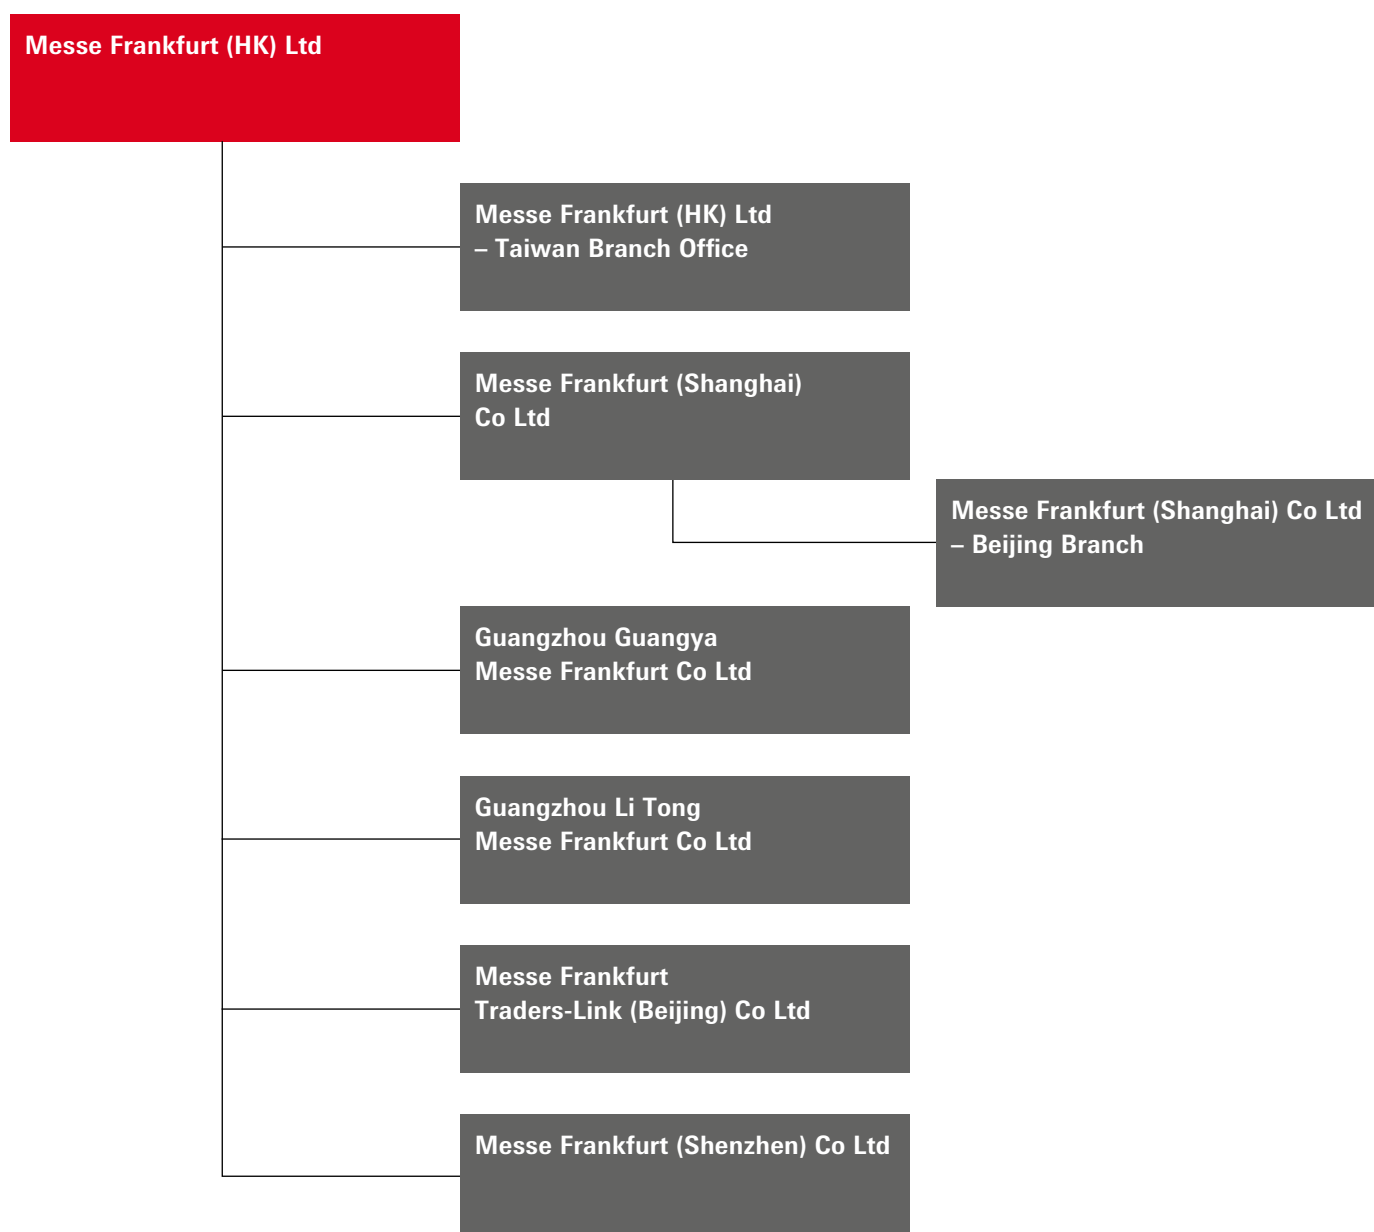 Messe Frankfurt (HK) Ltd
Messe Frankfurt (HK) Ltd
– Taiwan Branch Office
Messe Frankfurt (Shanghai)
Co Ltd
Messe Frankfurt (Shanghai) Co Ltd
– Beijing Branch
Guangzhou Guangya
Messe Frankfurt Co Ltd
Guangzhou Li Tong
Messe Frankfurt Co Ltd
Messe Frankfurt
Traders-Link (Beijing) Co Ltd
Messe Frankfurt (Shenzhen) Co Ltd